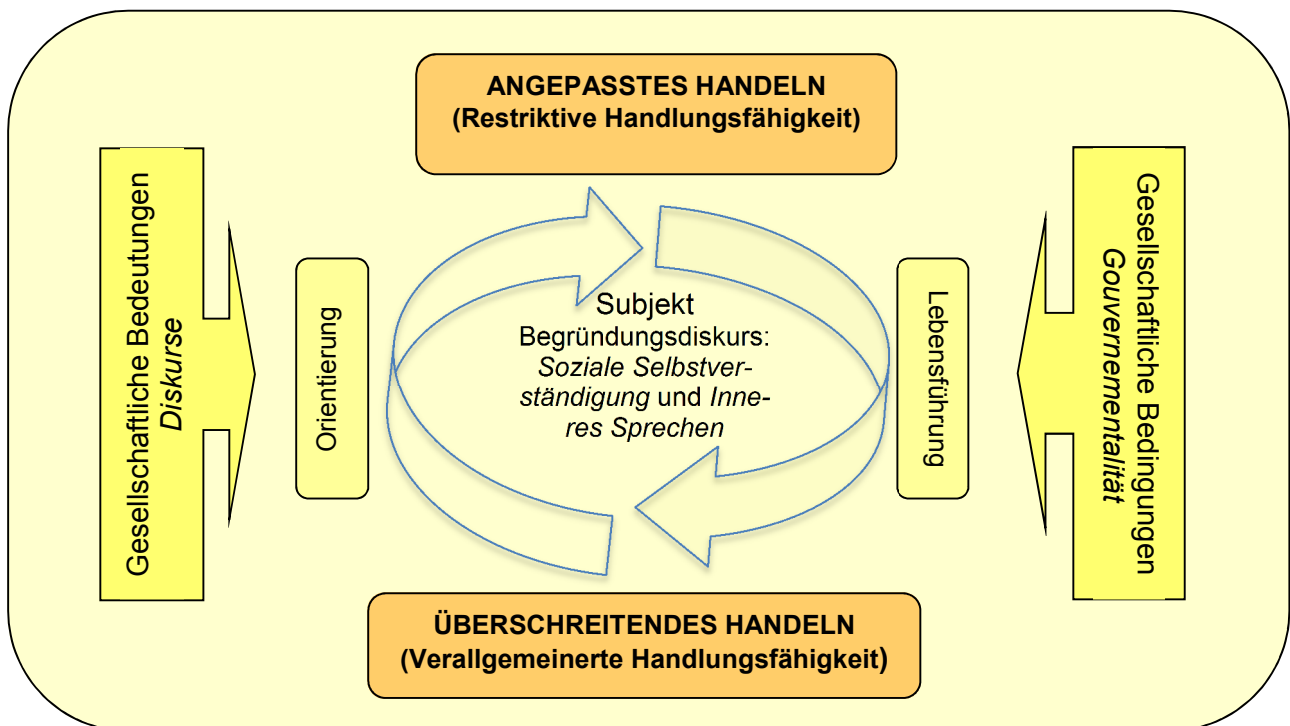 ANGEPASSTES HANDELN
(Restriktive Handlungsfähigkeit)
Gesellschaftliche Bedeutungen
Diskurse
Orientierung
Subjekt
Begründungsdiskurs:
Soziale Selbstver-
ständigung und Inne-
res Sprechen
Lebensführung
Gesellschaftliche Bedingungen
Gouvernementalität
ÜBERSCHREITENDES HANDELN
(Verallgemeinerte Handlungsfähigkeit)